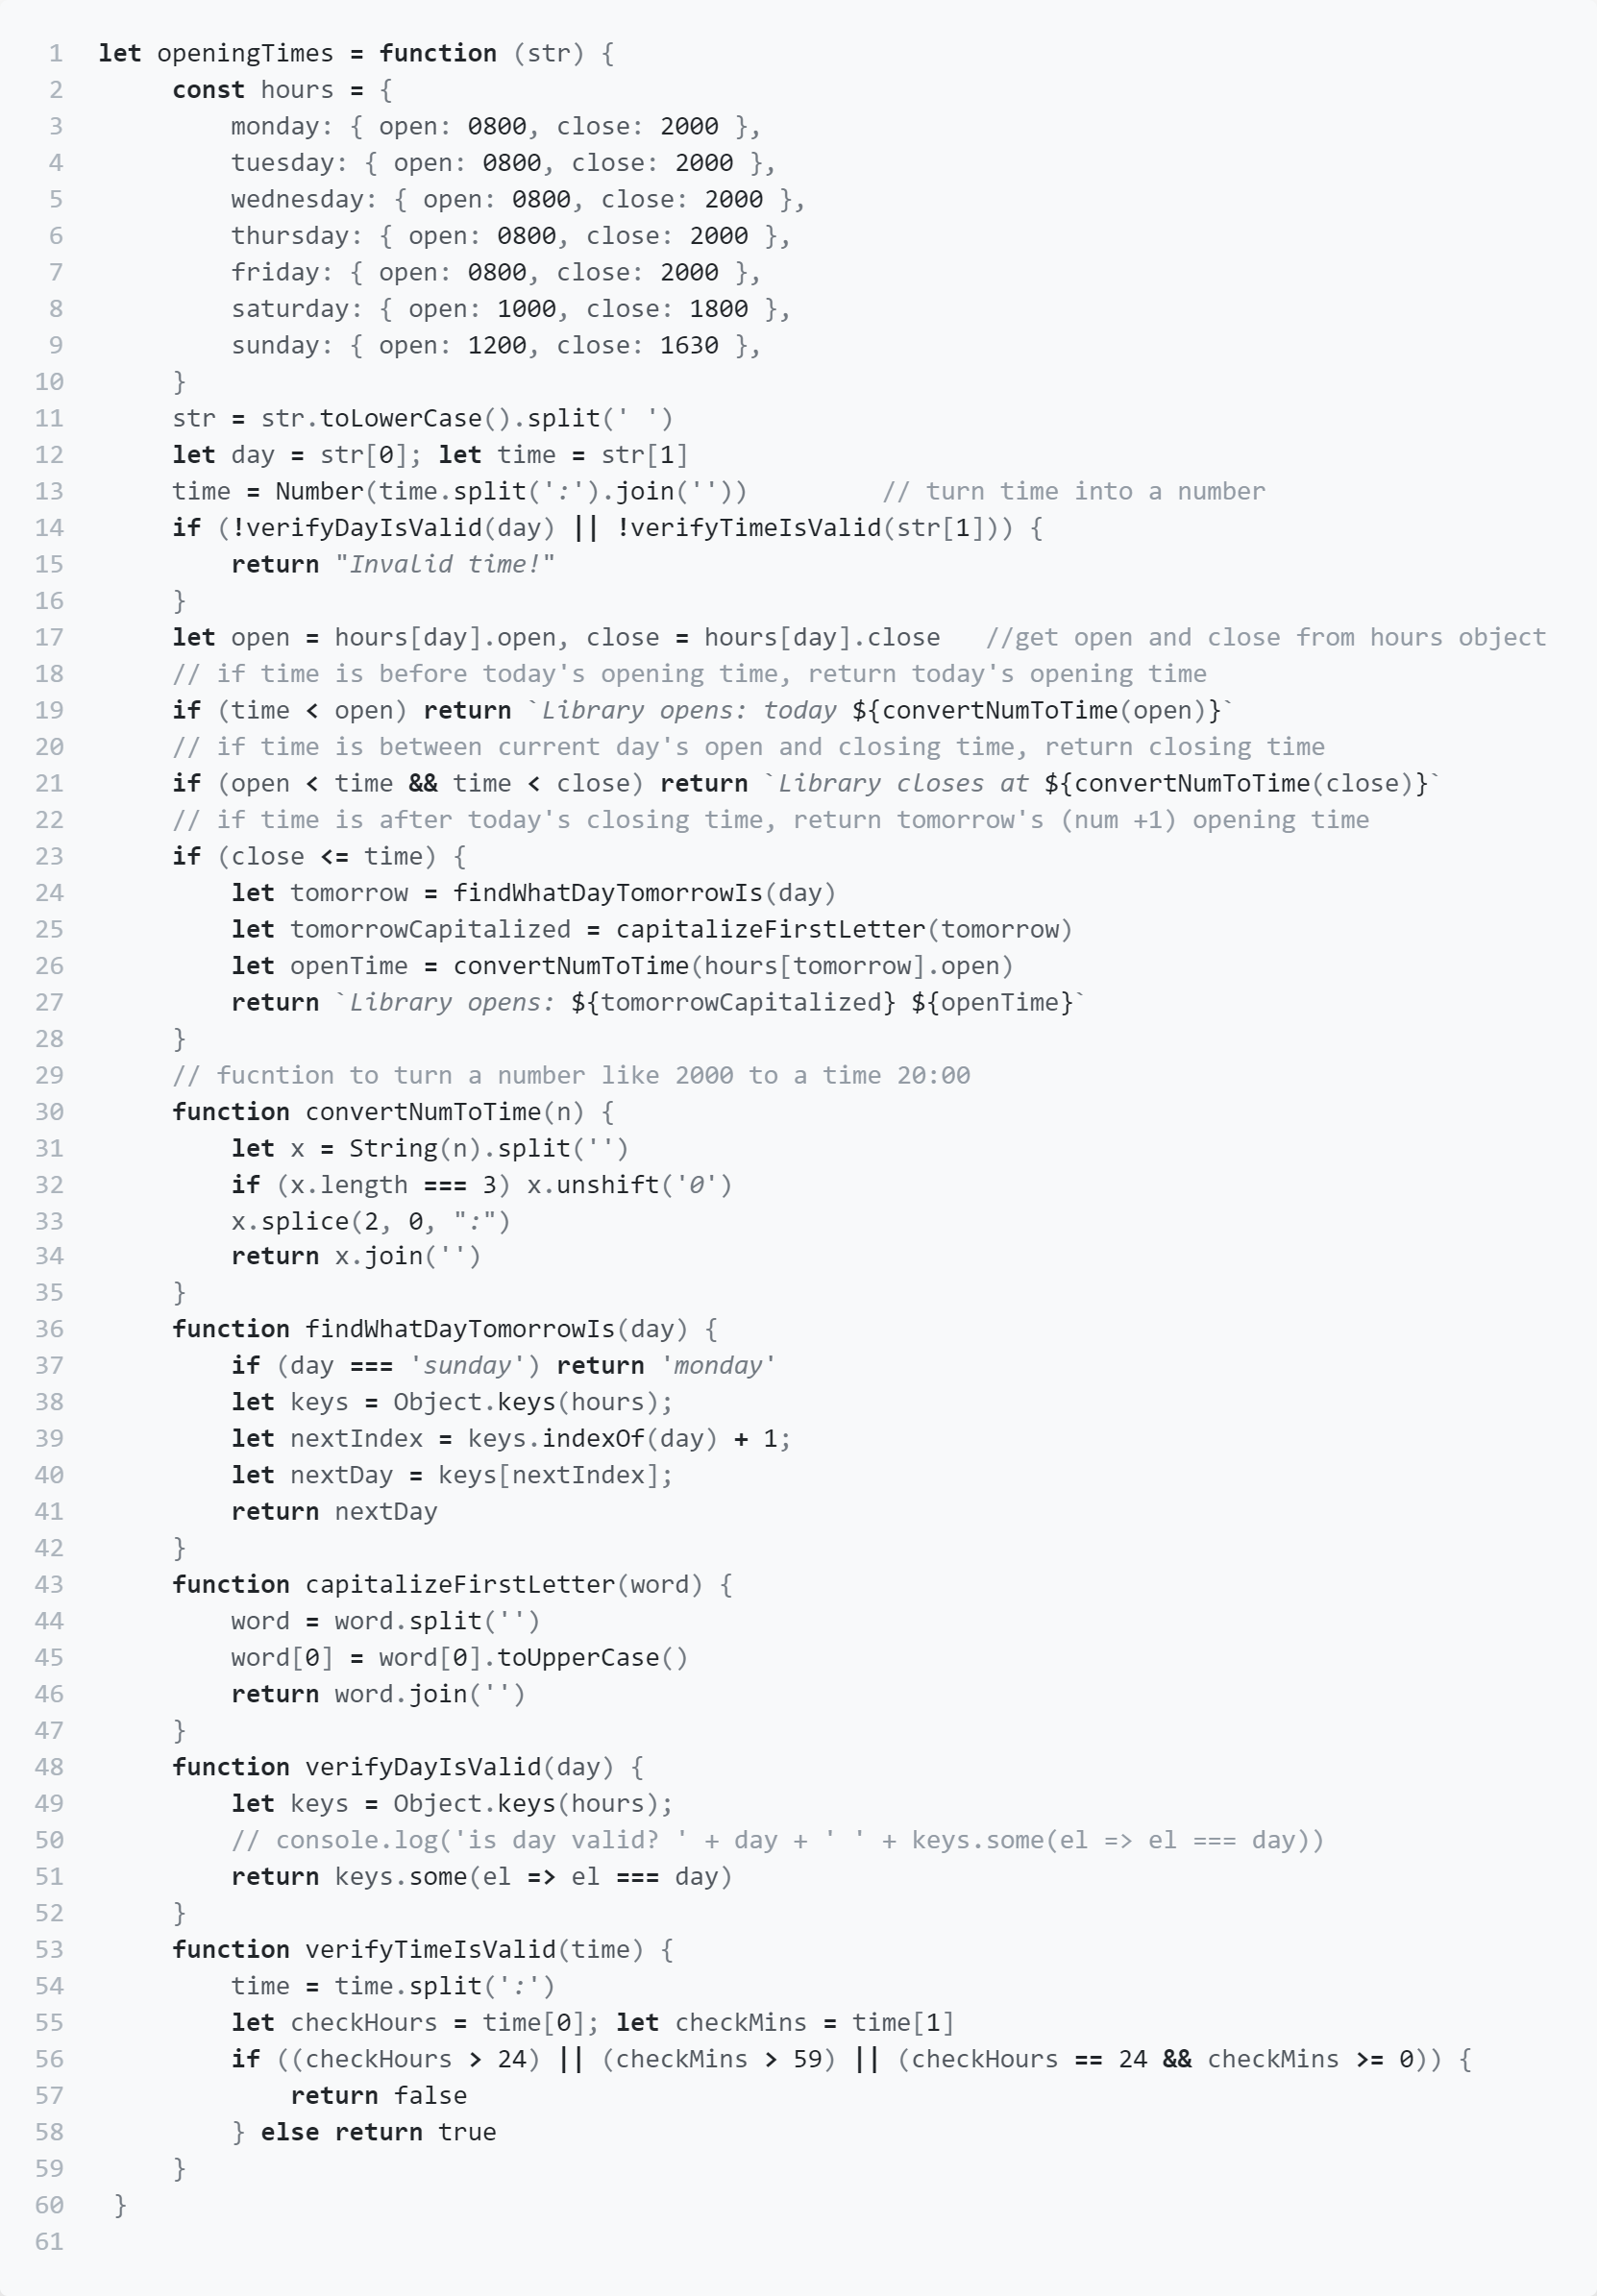 1 let openingTimes = function (str) {
2 const hours = {
3 monday: { open: 0800, close: 2000 },
4 tuesday: { open: 0800, close: 2000 },
5 wednesday: { open: 0800, close: 2000 },
6 thursday: { open: 0800, close: 2000 },
7 friday: { open: 0800, close: 2000 },
8 saturday: { open: 1000, close: 1800 },
9 sunday: { open: 1200, close: 1630 },
10 }
11 str = str.toLowerCase().split(' ')
12 let day = str[0]; let time = str[1]
13 time = Number(time.split(':').join('')) // turn time into a number
14 if (!verifyDayIsValid(day) || !verifyTimeIsValid(str[1])) {
15 return "Invalid time!"
16 }
17 let open = hours[day].open, close = hours[day].close //get open and close from hours object
18 // if time is before today's opening time, return today's opening time
19 if (time < open) return `Library opens: today ${convertNumToTime(open)}`
20 // if time is between current day's open and closing time, return closing time
21 if (open < time && time < close) return `Library closes at ${convertNumToTime(close)}`
22 // if time is after today's closing time, return tomorrow's (num +1) opening time
23 if (close <= time) {
24 let tomorrow = findWhatDayTomorrowIs(day)
25 let tomorrowCapitalized = capitalizeFirstLetter(tomorrow)
26 let openTime = convertNumToTime(hours[tomorrow].open)
27 return `Library opens: ${tomorrowCapitalized} ${openTime}`
28 }
29 // fucntion to turn a number like 2000 to a time 20:00
30 function convertNumToTime(n) {
31 let x = String(n).split('')
32 if (x.length === 3) x.unshift('0')
33 x.splice(2, 0, ":")
34 return x.join('')
35 }
36 function findWhatDayTomorrowIs(day) {
37 if (day === 'sunday') return 'monday'
38 let keys = Object.keys(hours);
39 let nextIndex = keys.indexOf(day) + 1;
40 let nextDay = keys[nextIndex];
41 return nextDay
42 }
43 function capitalizeFirstLetter(word) {
44 word = word.split('')
45 word[0] = word[0].toUpperCase()
46 return word.join('')
47 }
48 function verifyDayIsValid(day) {
49 let keys = Object.keys(hours);
50 // console.log('is day valid? ' + day + ' ' + keys.some(el => el === day))
51 return keys.some(el => el === day)
52 }
53 function verifyTimeIsValid(time) {
54 time = time.split(':')
55 let checkHours = time[0]; let checkMins = time[1]
56 if ((checkHours > 24) || (checkMins > 59) || (checkHours == 24 && checkMins >= 0)) {
57 return false
58 } else return true
59 }
60 }
61